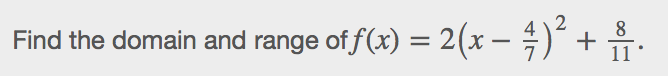 Find the domain and range of f(x) = 2(x − 4/7)² + 8/11.